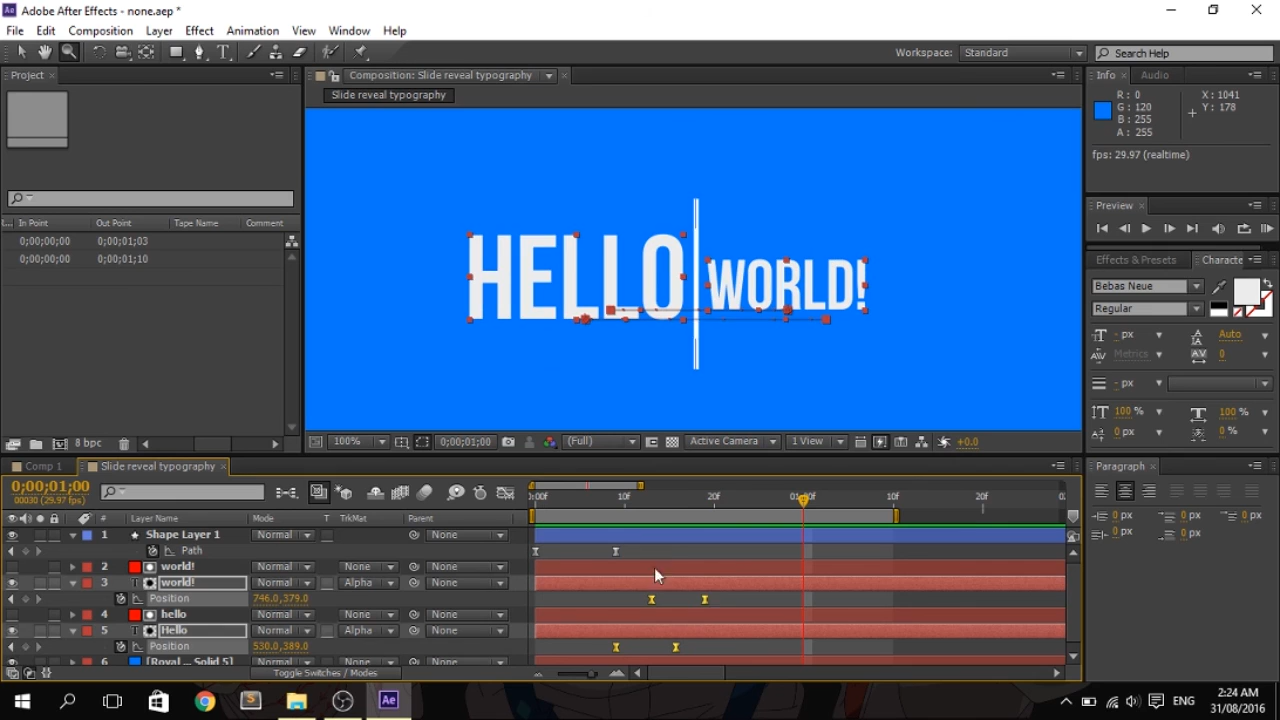 Adobe After Effects - none.aep *
File Edit Composition Layer Effect Animation View Window Help
Workspace: Standard Search Help
Project
Composition: Slide reveal typography
Slide reveal typography
Info Audio
R: 0
G: 120
B: 255
A: 255
X: 1041
Y: 178
fps: 29.97 (realtime)
In Point Out Point Tape Name Comment
0;00;00;00 0;00;01;03
0;00;00;00 0;00;01;10
HELLO WORLD!
Preview
Effects & Presets Characte
Bebas Neue
Regular
- px Auto
Metrics 0
- px
100 % 100 %
0 px 0 %
8 bpc
100% 0;00;01;00 (Full) Active Camera 1 View +0.0
Comp 1 Slide reveal typography
0;00;01;00
00030 (29.97 fps)
10f 20f 10f 20f
# Layer Name Mode T TrkMat Parent
1 Shape Layer 1 Normal None
Path
2 world! Normal None None
3 world! Normal Alpha None
Position 746.0,379.0
4 hello Normal None None
5 Hello Normal Alpha None
Position 530.0,389.0
6 [Royal ... Solid 5] Normal None None
Toggle Switches / Modes
Paragraph
0 px 0 px 0 px
0 px 0 px
ENG
2:24 AM
31/08/2016